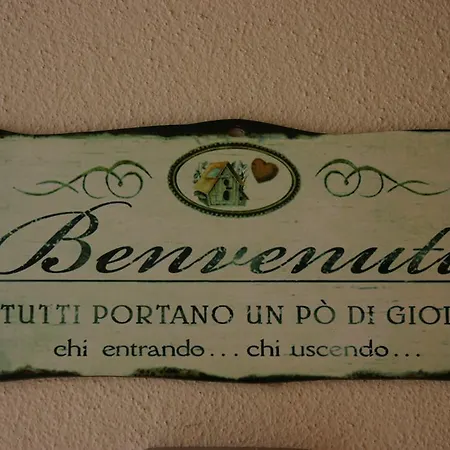 Benvenuti
TUTTI PORTANO UN PÒ DI GIOI
chi entrando... chi uscendo...